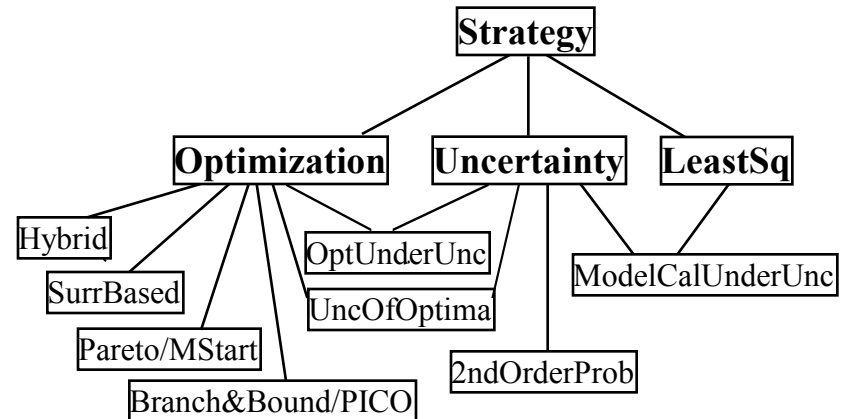 Strategy
Optimization
Uncertainty
LeastSq
Hybrid
OptUnderUnc
SurrBased
ModelCalUnderUnc
UncOfOptima
Pareto/MStart
2ndOrderProb
Branch&Bound/PICO